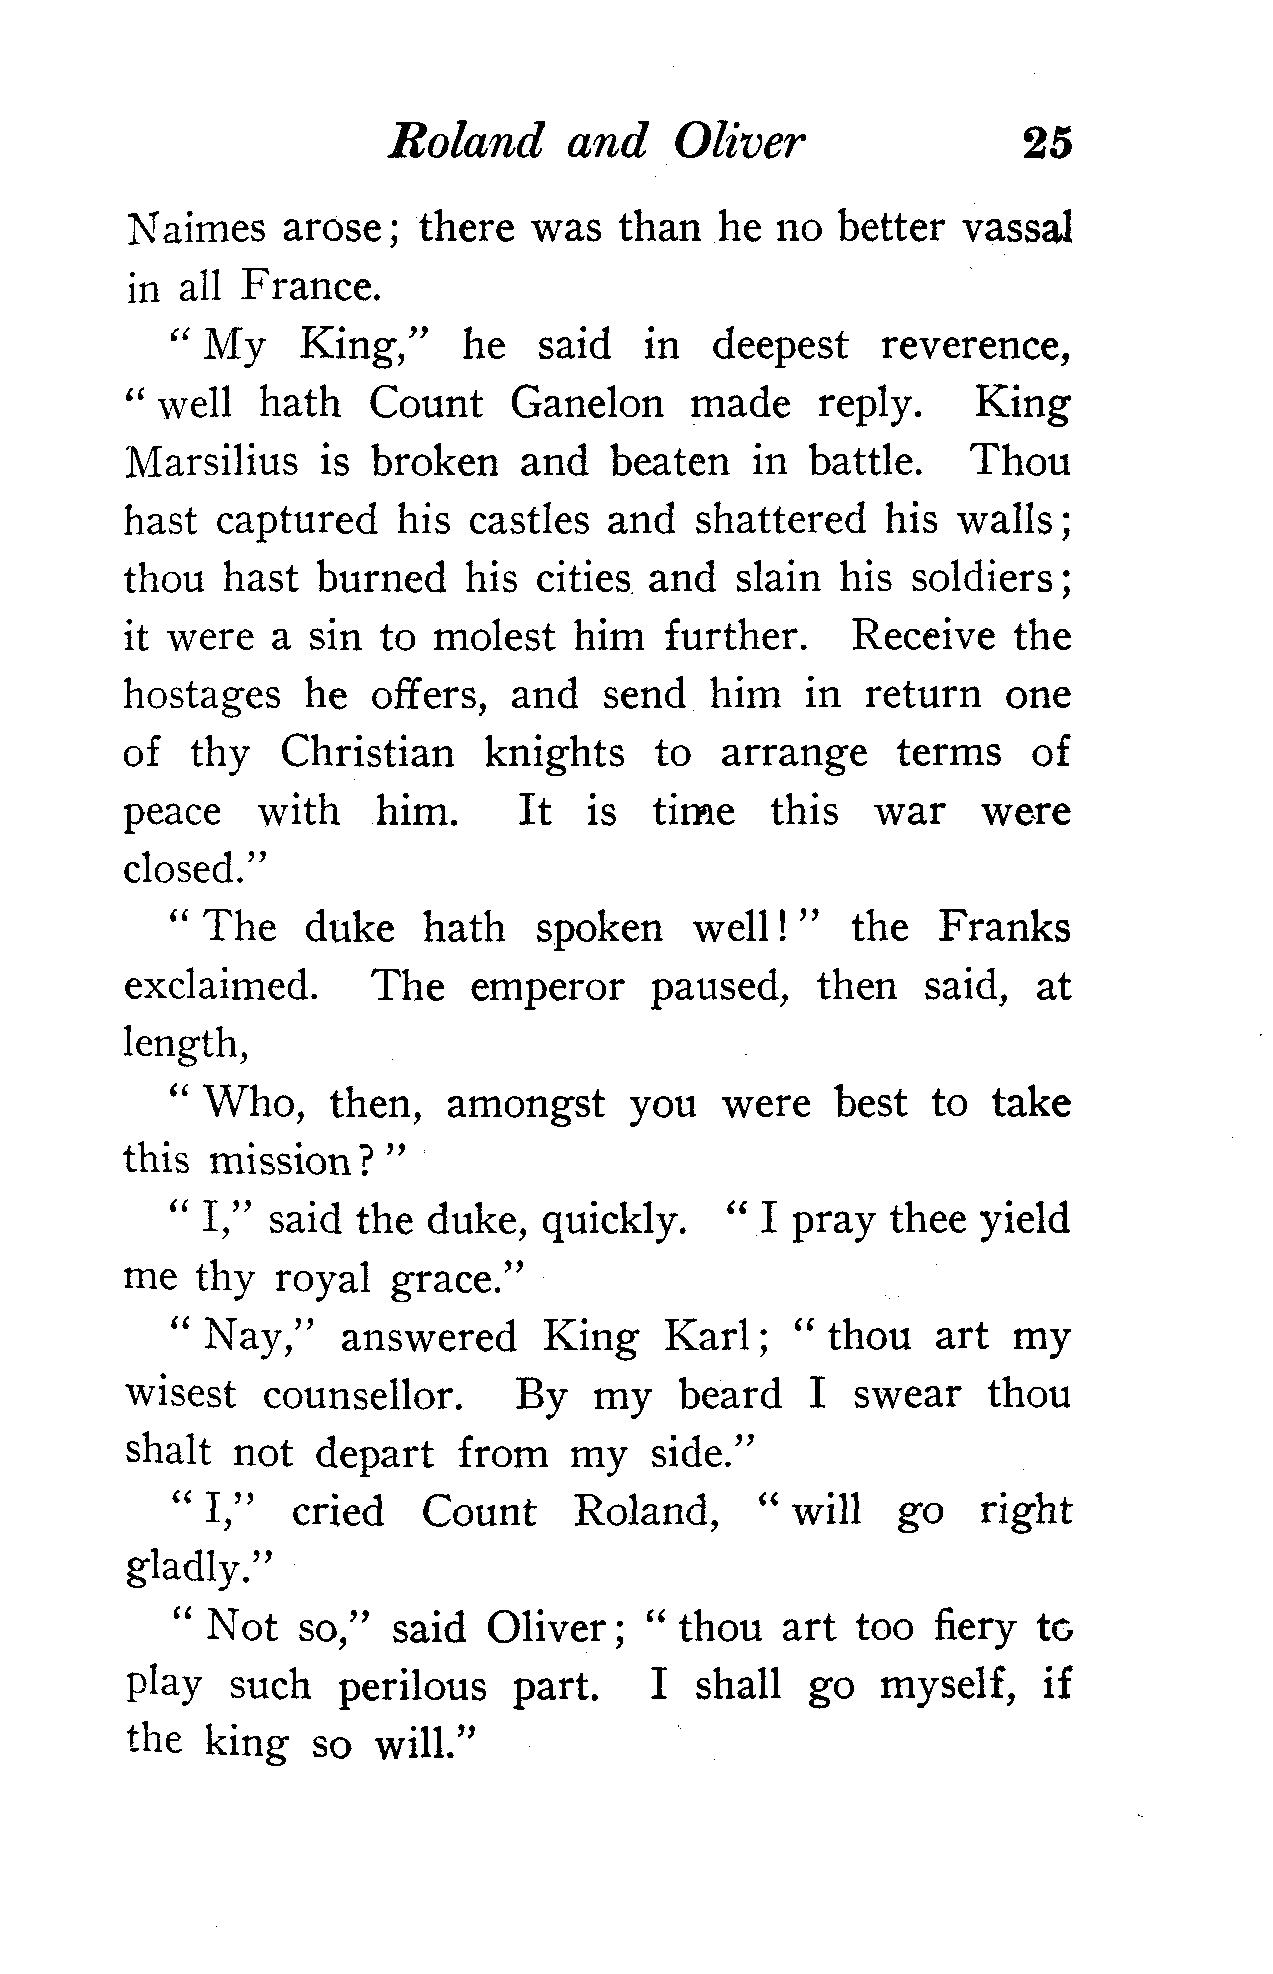 Roland and Oliver 25
Naimes arose; there was than he no better vassal
in all France.
" My King," he said in deepest reverence,
" well hath Count Ganelon made reply. King
Marsilius is broken and beaten in battle. Thou
hast captured his castles and shattered his walls;
thou hast burned his cities and slain his soldiers;
it were a sin to molest him further. Receive the
hostages he offers, and send him in return one
of thy Christian knights to arrange terms of
peace with him. It is time this war were
closed."
" The duke hath spoken well! " the Franks
exclaimed. The emperor paused, then said, at
length,
" Who, then, amongst you were best to take
this mission? "
" I," said the duke, quickly. " I pray thee yield
me thy royal grace."
" Nay," answered King Karl; " thou art my
wisest counsellor. By my beard I swear thou
shalt not depart from my side."
" I," cried Count Roland, " will go right
gladly."
" Not so," said Oliver; " thou art too fiery to
play such perilous part. I shall go myself, if
the king so will."